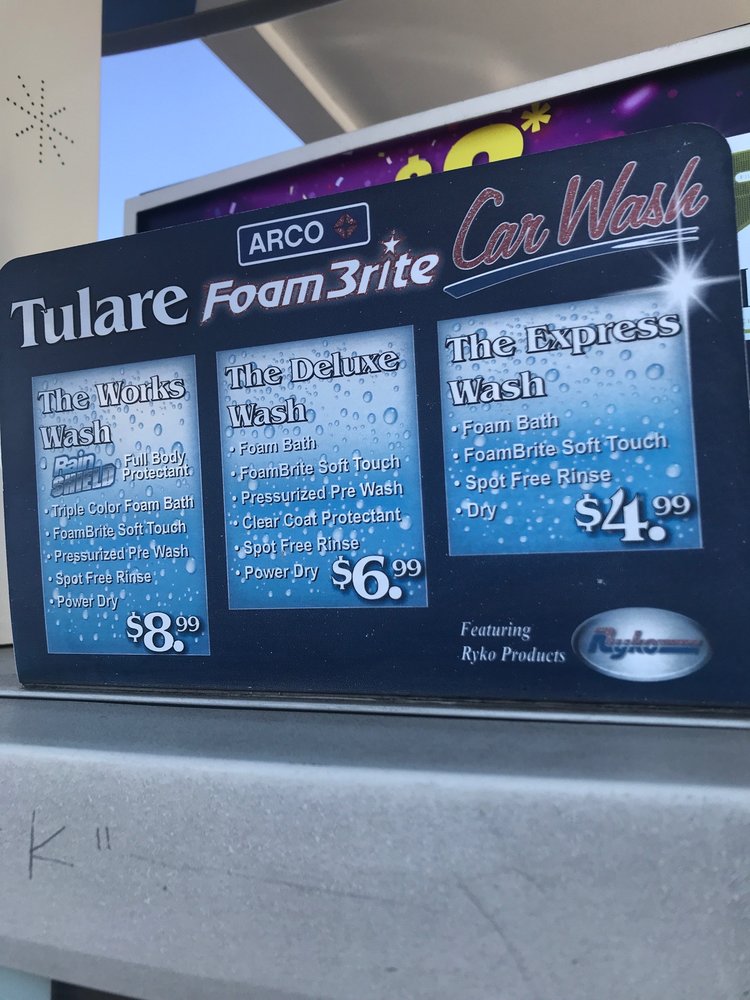 $8*
ARCO
Tulare FoamBrite Car Wash
The Works
Wash
Rain
SHIELD
Full Body
Protectant
• Triple Color Foam Bath
• FoamBrite Soft Touch
• Pressurized Pre Wash
• Spot Free Rinse
• Power Dry
$8.99
The Deluxe
Wash
• Foam Bath
• FoamBrite Soft Touch
• Pressurized Pre Wash
• Clear Coat Protectant
• Spot Free Rinse
• Power Dry
$6.99
The Express
Wash
• Foam Bath
• FoamBrite Soft Touch
• Spot Free Rinse
• Dry
$4.99
Featuring
Ryko Products
Ryko
K"